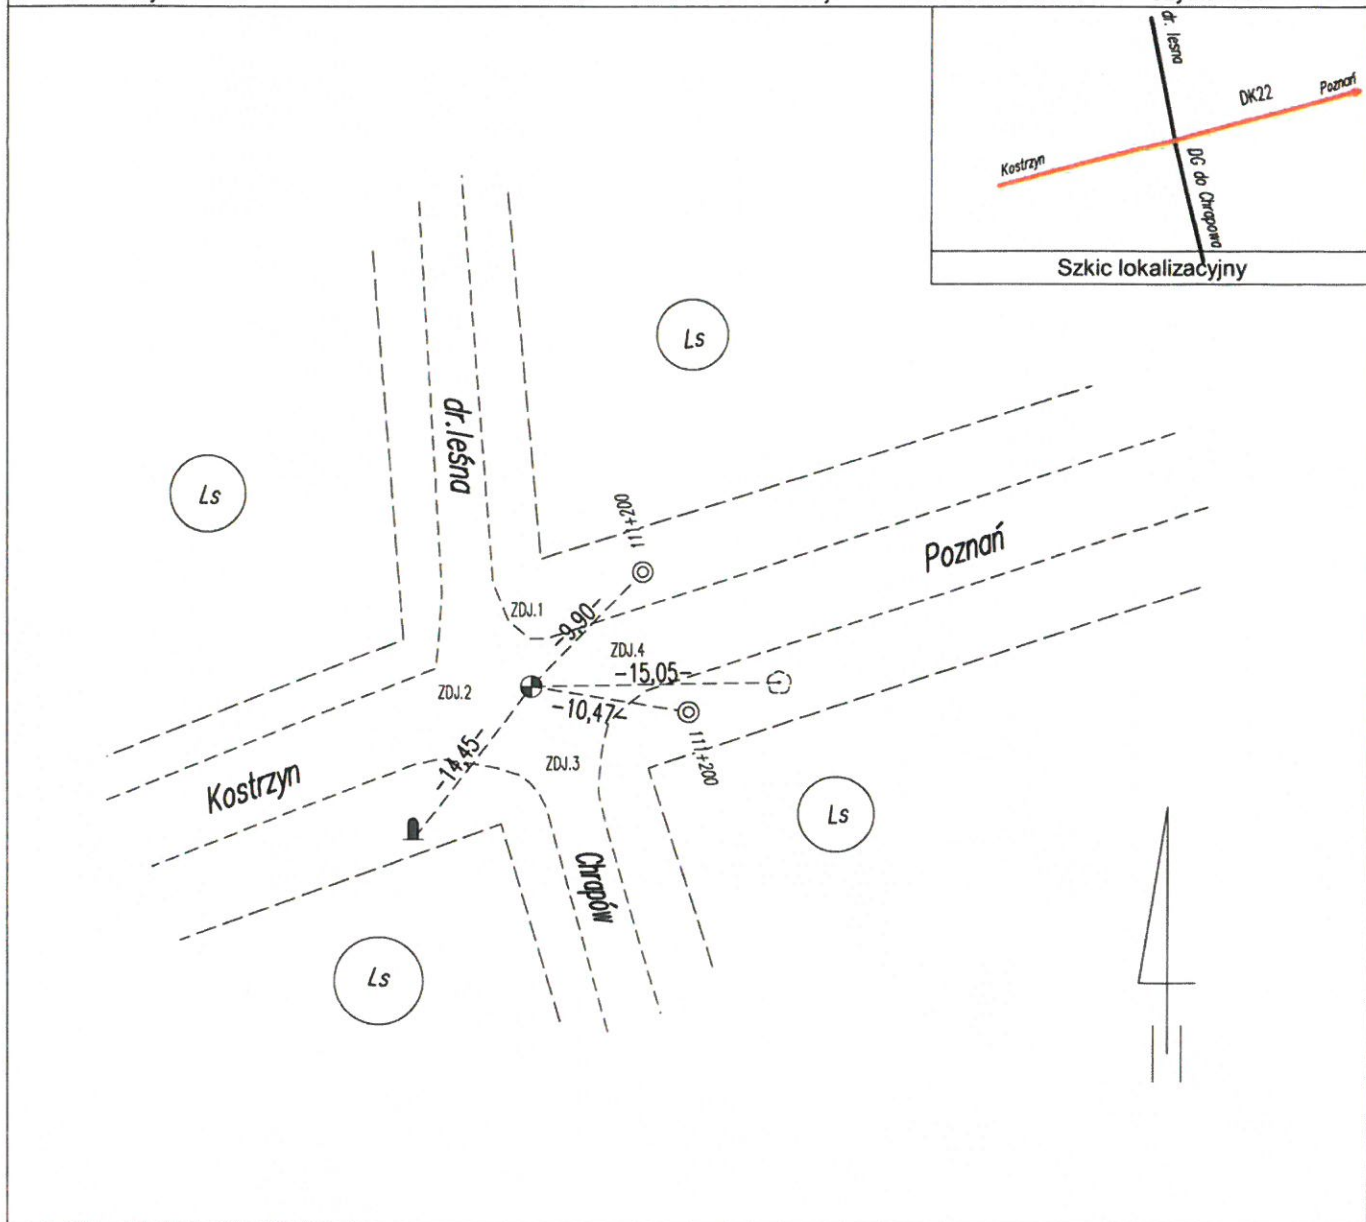 dr. lesna
DK22
Poznań
Kostrzyn
DG do Chrapowa
Szkic lokalizacyjny
Ls
dr.leśna
Ls
111+200
Poznań
ZDJ.1
-9,90-
ZDJ.4
-15,05-
ZDJ.2
-10,47-
111+200
-14,45-
ZDJ.3
Kostrzyn
Ls
Chrapów
Ls